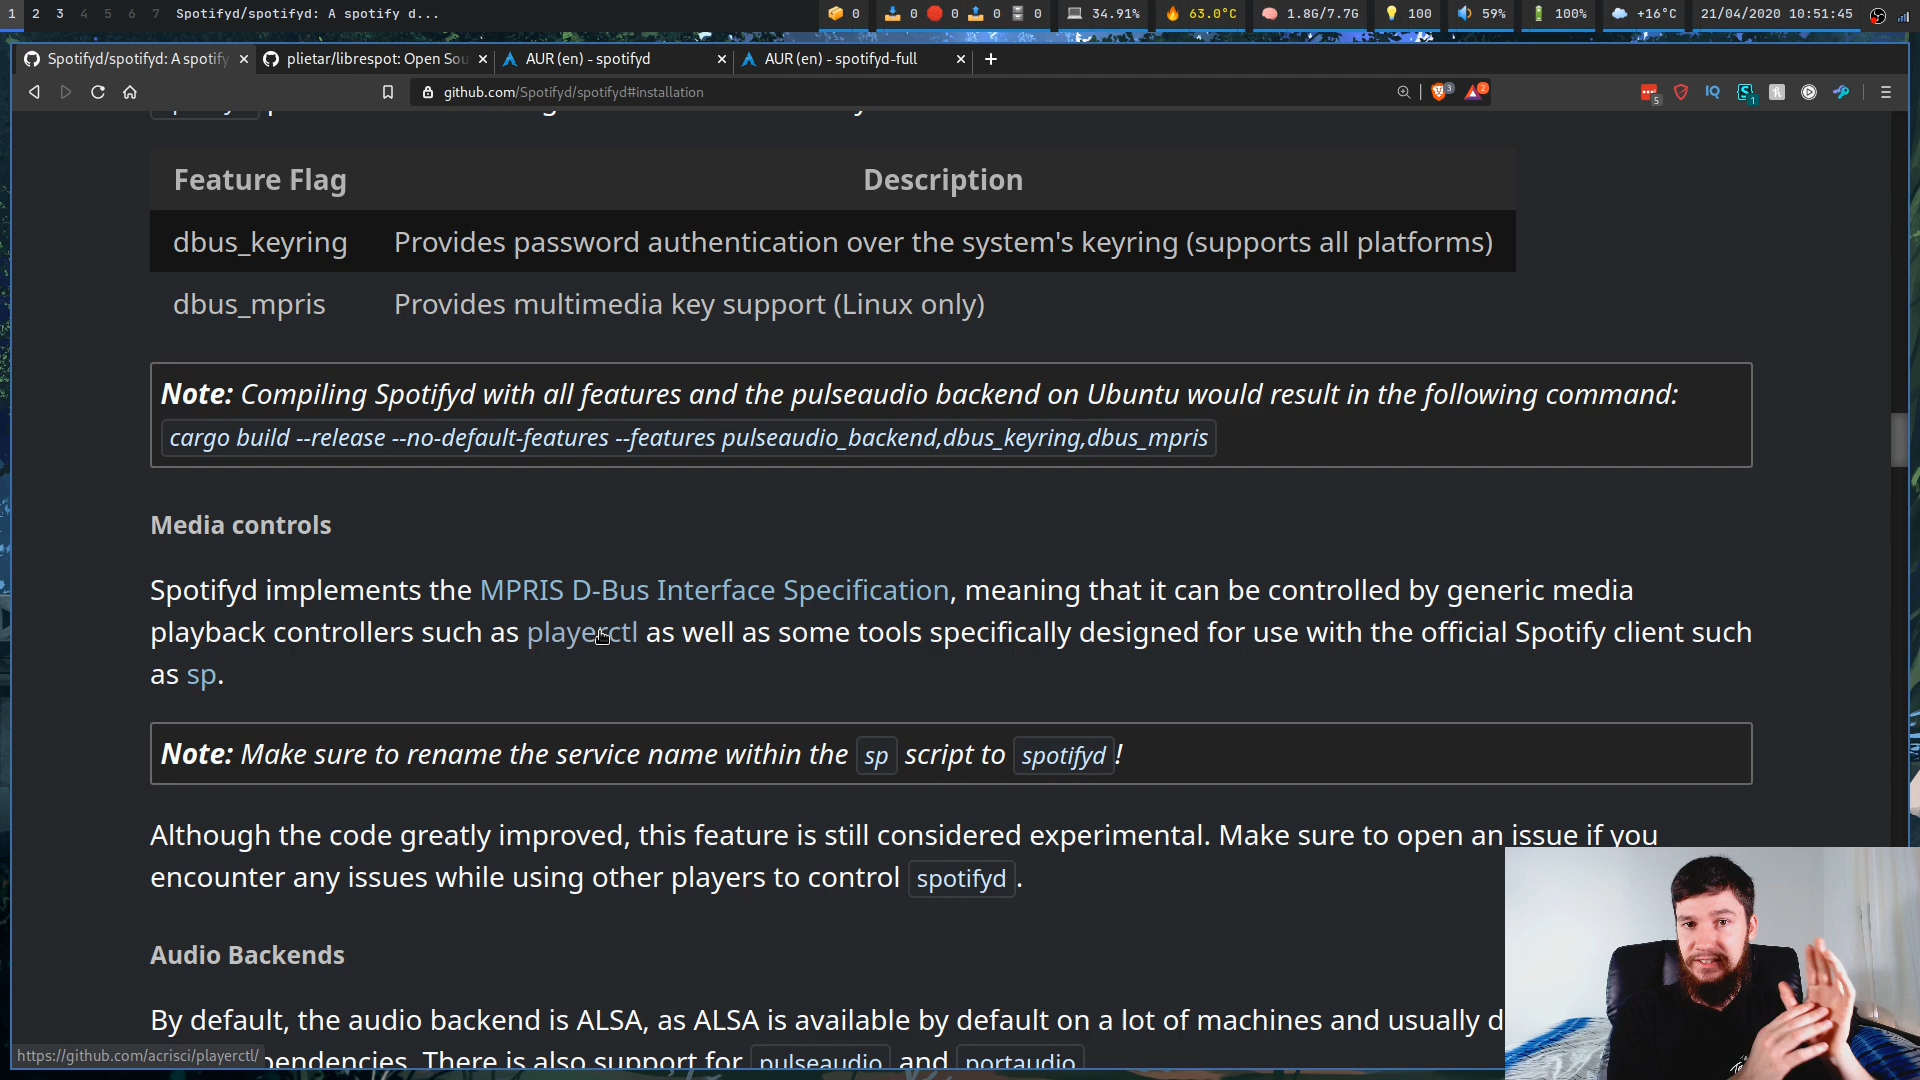 1 2 3 4 5 6 7 Spotifyd/spotifyd: A spotify d... 0 0 0 0 0 34.91% 63.0°C 1.8G/7.7G 100 59% 100% +16°C 21/04/2020 10:51:45
Spotifyd/spotifyd: A spotify plietar/librespot: Open Sou AUR (en) - spotifyd AUR (en) - spotifyd-full
github.com/Spotifyd/spotifyd#installation 3 2 5 IQ 1
Feature Flag Description
dbus_keyring Provides password authentication over the system's keyring (supports all platforms)
dbus_mpris Provides multimedia key support (Linux only)
Note: Compiling Spotifyd with all features and the pulseaudio backend on Ubuntu would result in the following command:
cargo build --release --no-default-features --features pulseaudio_backend,dbus_keyring,dbus_mpris
Media controls
Spotifyd implements the MPRIS D-Bus Interface Specification, meaning that it can be controlled by generic media
playback controllers such as playerctl as well as some tools specifically designed for use with the official Spotify client such
as sp.
Note: Make sure to rename the service name within the sp script to spotifyd!
Although the code greatly improved, this feature is still considered experimental. Make sure to open an issue if you
encounter any issues while using other players to control spotifyd.
Audio Backends
By default, the audio backend is ALSA, as ALSA is available by default on a lot of machines and usually d
pendencies. There is also support for pulseaudio and portaudio
https://github.com/acrisci/playerctl/